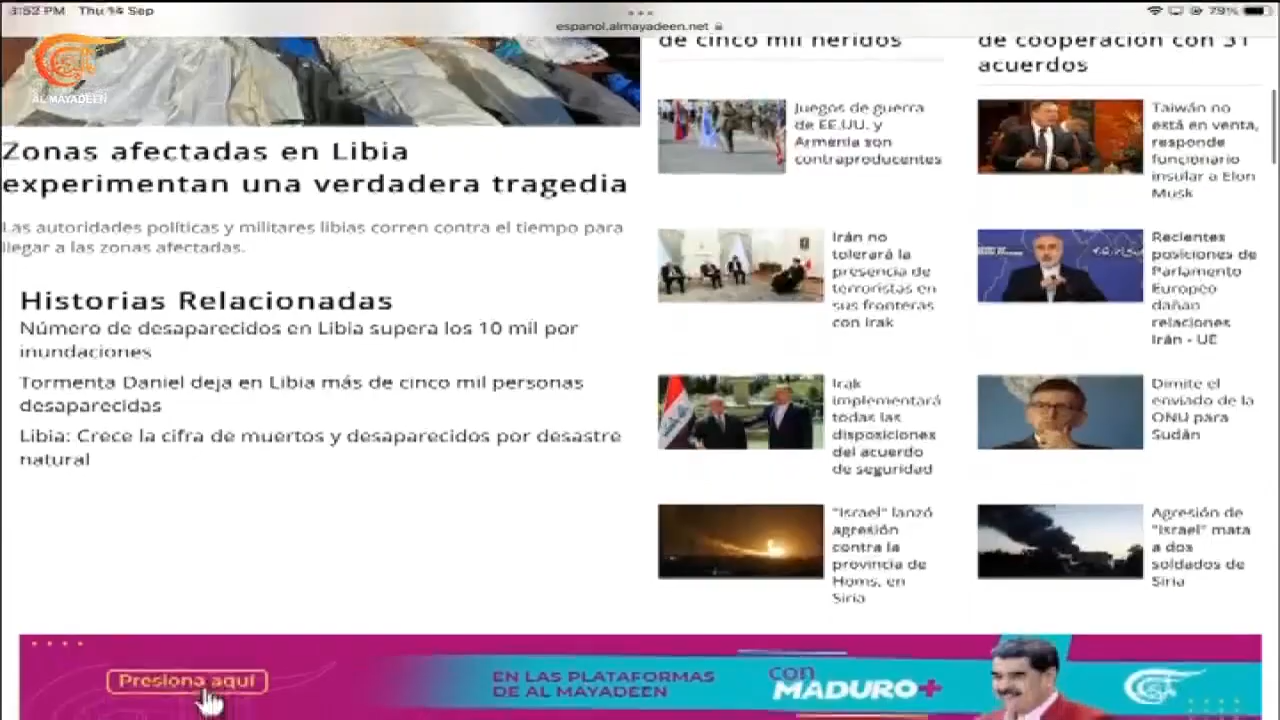 3:52 PM Thu 14 Sep
79%
espanol.almayadeen.net
AL MAYADEEN
Zonas afectadas en Libia
experimentan una verdadera tragedia
Las autoridades políticas y militares libias corren contra el tiempo para
llegar a las zonas afectadas.
Historias Relacionadas
Número de desaparecidos en Libia supera los 10 mil por
inundaciones
Tormenta Daniel deja en Libia más de cinco mil personas
desaparecidas
Libia: Crece la cifra de muertos y desaparecidos por desastre
natural
de cinco mil heridos
Juegos de guerra
de EE.UU. y
Armenia son
contraproducentes
Irán no
tolerará la
presencia de
terroristas en
sus fronteras
con Irak
Irak
implementará
todas las
disposiciones
del acuerdo
de seguridad
"Israel" lanzó
agresión
contra la
provincia de
Homs, en
Siria
de cooperación con 31
acuerdos
Taiwán no
está en venta,
responde
funcionario
insular a Elon
Musk
Recientes
posiciones de
Parlamento
Europeo
dañan
relaciones
Irán - UE
Dimite el
enviado de la
ONU para
Sudán
Agresión de
"Israel" mata
a dos
soldados de
Siria
Presiona aquí
EN LAS PLATAFORMAS
DE AL MAYADEEN
con
MADURO+